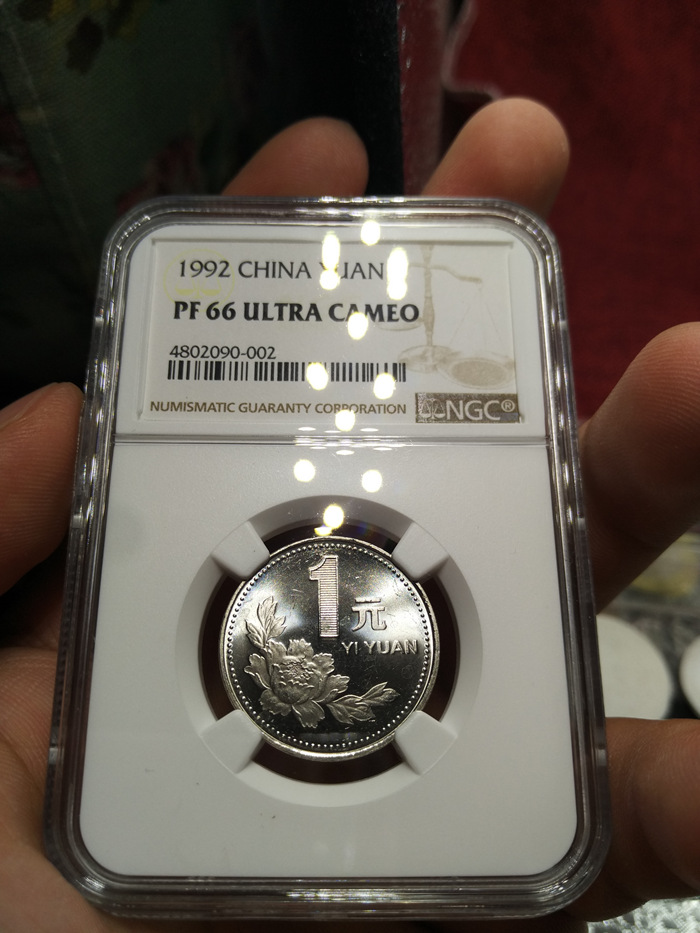 1992 CHINA YUAN
PF 66 ULTRA CAMEO
4802090-002
NUMISMATIC GUARANTY CORPORATION NGC®
1元
YI YUAN